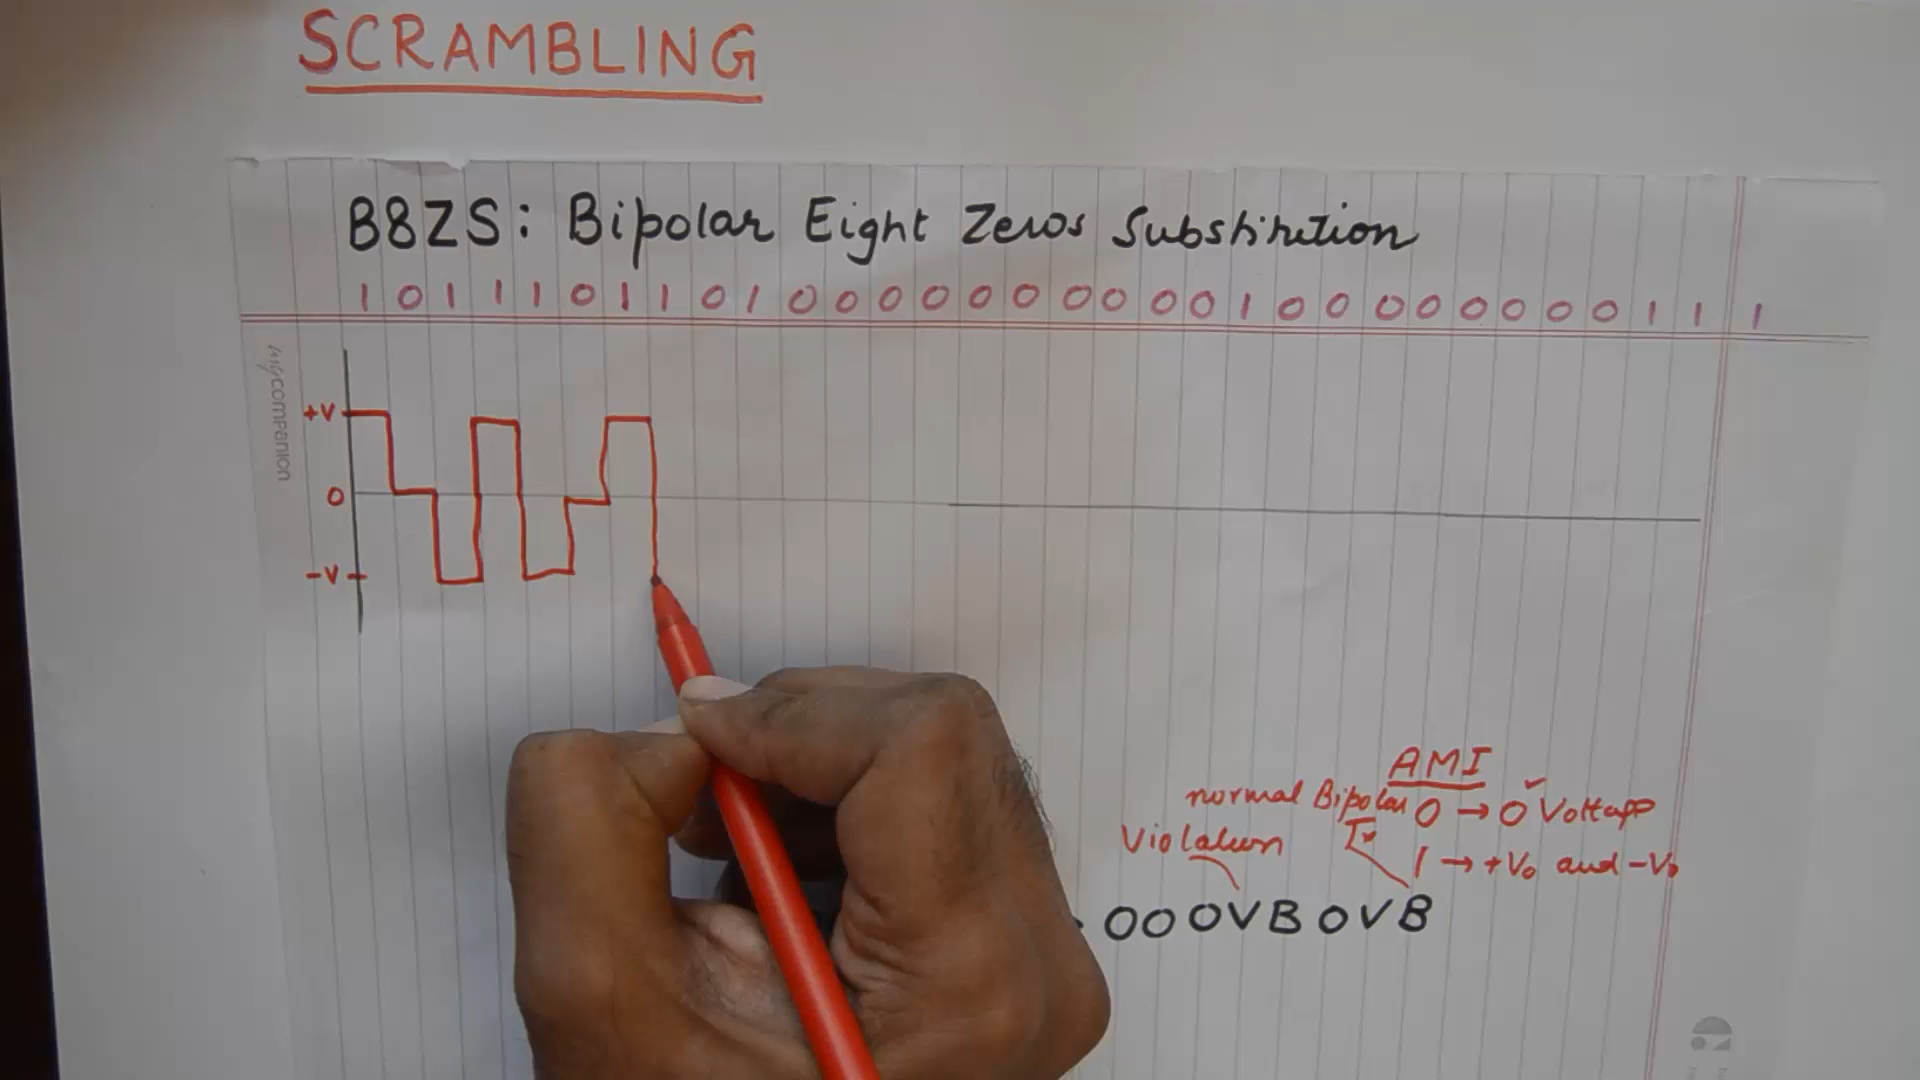 SCRAMBLING
B8ZS: Bipolar Eight Zeros Substitution
1 0 1 1 1 0 1 1 0 1 0 0 0 0 0 0 0 0 0 0 1 0 0 0 0 0 0 0 0 1 1 1
mycompanion
+V
0
-V
AMI
normal Bipolar 0 → 0 Voltage
Violation 1 → +V₀ and -V₀
000VB0VB